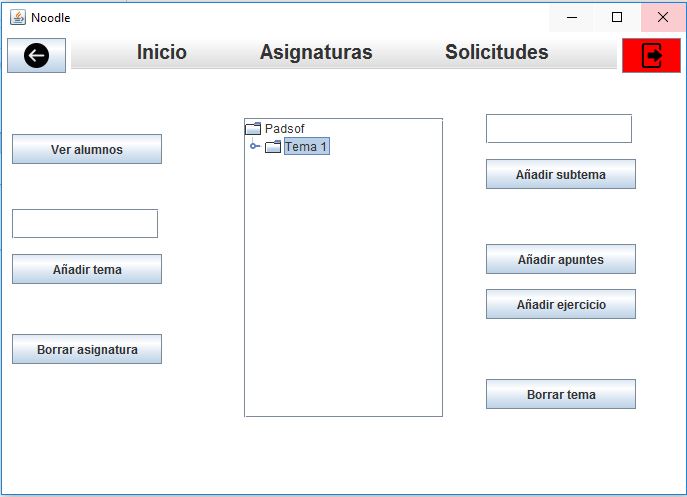 Noodle
Inicio Asignaturas Solicitudes
Ver alumnos
Añadir tema
Borrar asignatura
Padsof
Tema 1
Añadir subtema
Añadir apuntes
Añadir ejercicio
Borrar tema